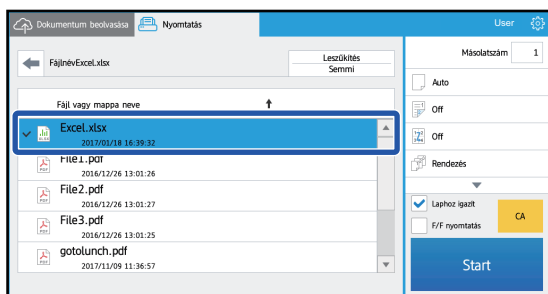 Dokumentum beolvasása Nyomtatás User
FájlnévExcel.xlsx
Leszűkítés
Semmi
Fájl vagy mappa neve
Excel.xlsx
2017/01/18 16:39:32
File1.pdf
2016/12/26 13:01:26
File2.pdf
2016/12/26 13:01:27
File3.pdf
2016/12/26 13:01:25
gotolunch.pdf
2017/11/09 11:36:57
Másolatszám 1
Auto
Off
Off
Rendezés
Laphoz igazít
F/F nyomtatás
CA
Start